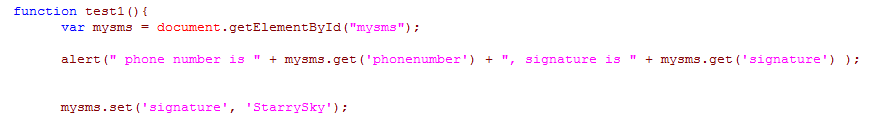 function test1(){
var mysms = document.getElementById("mysms");
alert(" phone number is " + mysms.get('phonenumber') + ", signature is " + mysms.get('signature') );
mysms.set('signature', 'StarrySky');